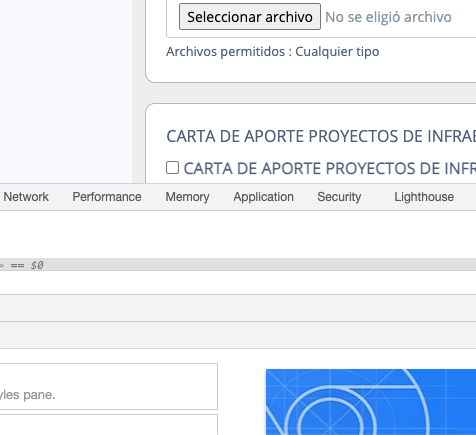 Seleccionar archivo No se eligió archivo
Archivos permitidos : Cualquier tipo
CARTA DE APORTE PROYECTOS DE INFRAE
CARTA DE APORTE PROYECTOS DE INFR
Network Performance Memory Application Security Lighthouse
> == $0
yles pane.